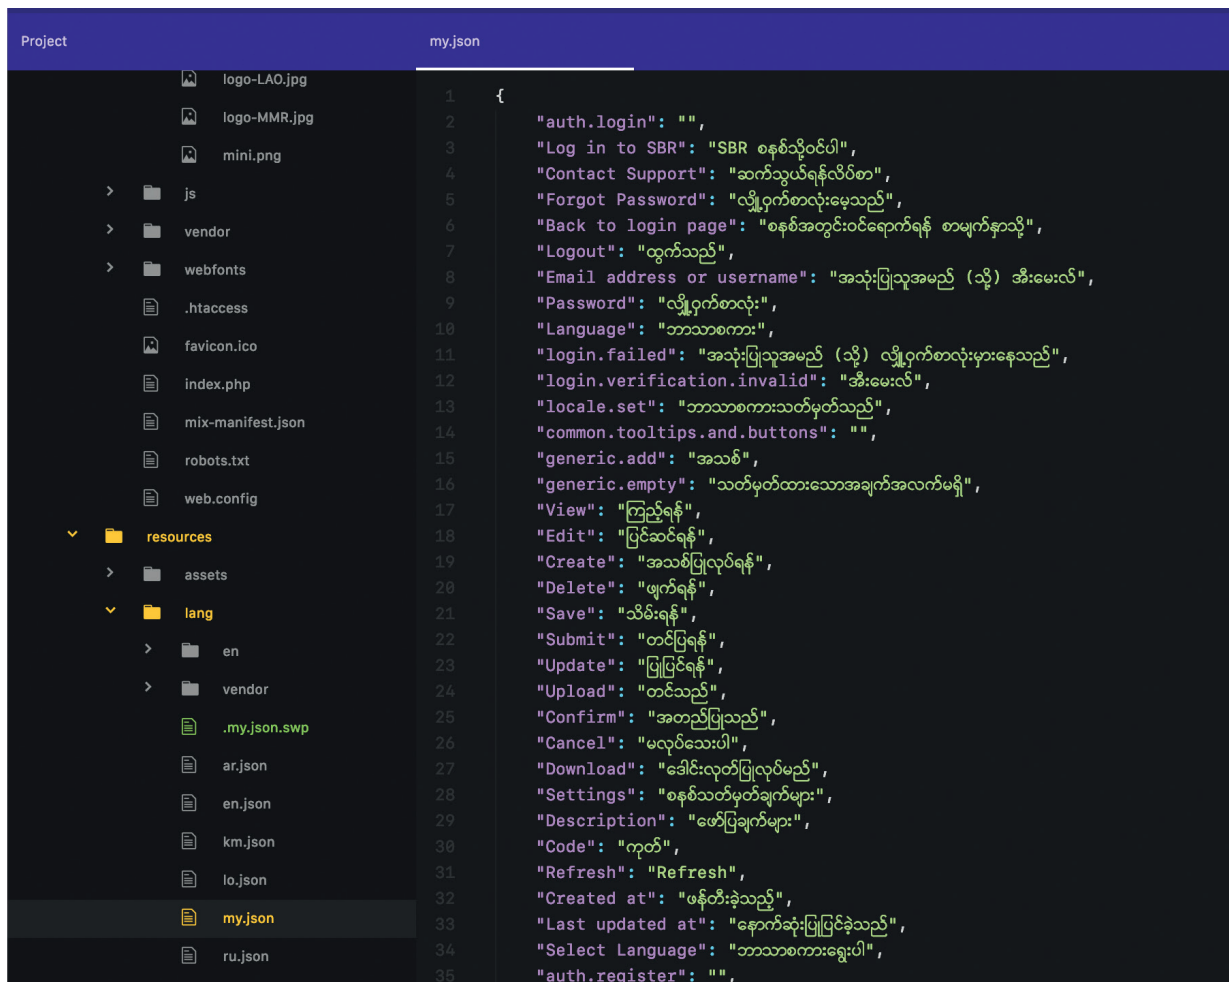 Project
my.json
logo-LAO.jpg
logo-MMR.jpg
mini.png
js
vendor
webfonts
.htaccess
favicon.ico
index.php
mix-manifest.json
robots.txt
web.config
resources
assets
lang
en
vendor
.my.json.swp
ar.json
en.json
km.json
lo.json
my.json
ru.json
1 {
2 "auth.login": "",
3 "Log in to SBR": "SBR စနစ်သို့ဝင်ပါ",
4 "Contact Support": "ဆက်သွယ်ရန်လိပ်စာ",
5 "Forgot Password": "လျှို့ဝှက်စာလုံးမေ့သည်",
6 "Back to login page": "စနစ်အတွင်းဝင်ရောက်ရန် စာမျက်နှာသို့",
7 "Logout": "ထွက်သည်",
8 "Email address or username": "အသုံးပြုသူအမည် (သို့) အီးမေးလ်",
9 "Password": "လျှို့ဝှက်စာလုံး",
10 "Language": "ဘာသာစကား",
11 "login.failed": "အသုံးပြုသူအမည် (သို့) လျှို့ဝှက်စာလုံးမှားနေသည်",
12 "login.verification.invalid": "အီးမေးလ်",
13 "locale.set": "ဘာသာစကားသတ်မှတ်သည်",
14 "common.tooltips.and.buttons": "",
15 "generic.add": "အသစ်",
16 "generic.empty": "သတ်မှတ်ထားသောအချက်အလက်မရှိ",
17 "View": "ကြည့်ရန်",
18 "Edit": "ပြင်ဆင်ရန်",
19 "Create": "အသစ်ပြုလုပ်ရန်",
20 "Delete": "ဖျက်ရန်",
21 "Save": "သိမ်းရန်",
22 "Submit": "တင်ပြရန်",
23 "Update": "ပြုပြင်ရန်",
24 "Upload": "တင်သည်",
25 "Confirm": "အတည်ပြုသည်",
26 "Cancel": "မလုပ်သေးပါ",
27 "Download": "ဒေါင်းလုတ်ပြုလုပ်မည်",
28 "Settings": "စနစ်သတ်မှတ်ချက်များ",
29 "Description": "ဖော်ပြချက်များ",
30 "Code": "ကုတ်",
31 "Refresh": "Refresh",
32 "Created at": "ဖန်တီးခဲ့သည့်",
33 "Last updated at": "နောက်ဆုံးပြုပြင်ခဲ့သည်",
34 "Select Language": "ဘာသာစကားရွေးပါ",
35 "auth.register": "",